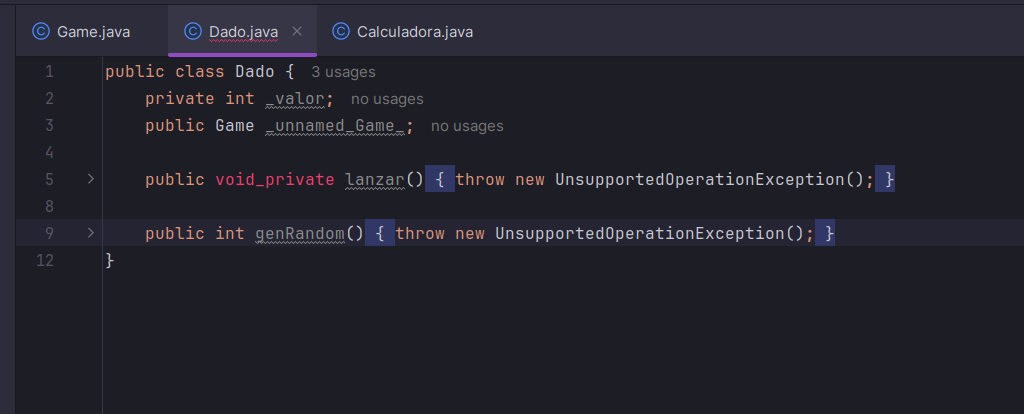 Game.java Dado.java Calculadora.java
1 public class Dado { 3 usages
2 private int _valor; no usages
3 public Game _unnamed_Game_; no usages
4
5 public void_private lanzar() { throw new UnsupportedOperationException(); }
8
9 public int genRandom() { throw new UnsupportedOperationException(); }
12 }